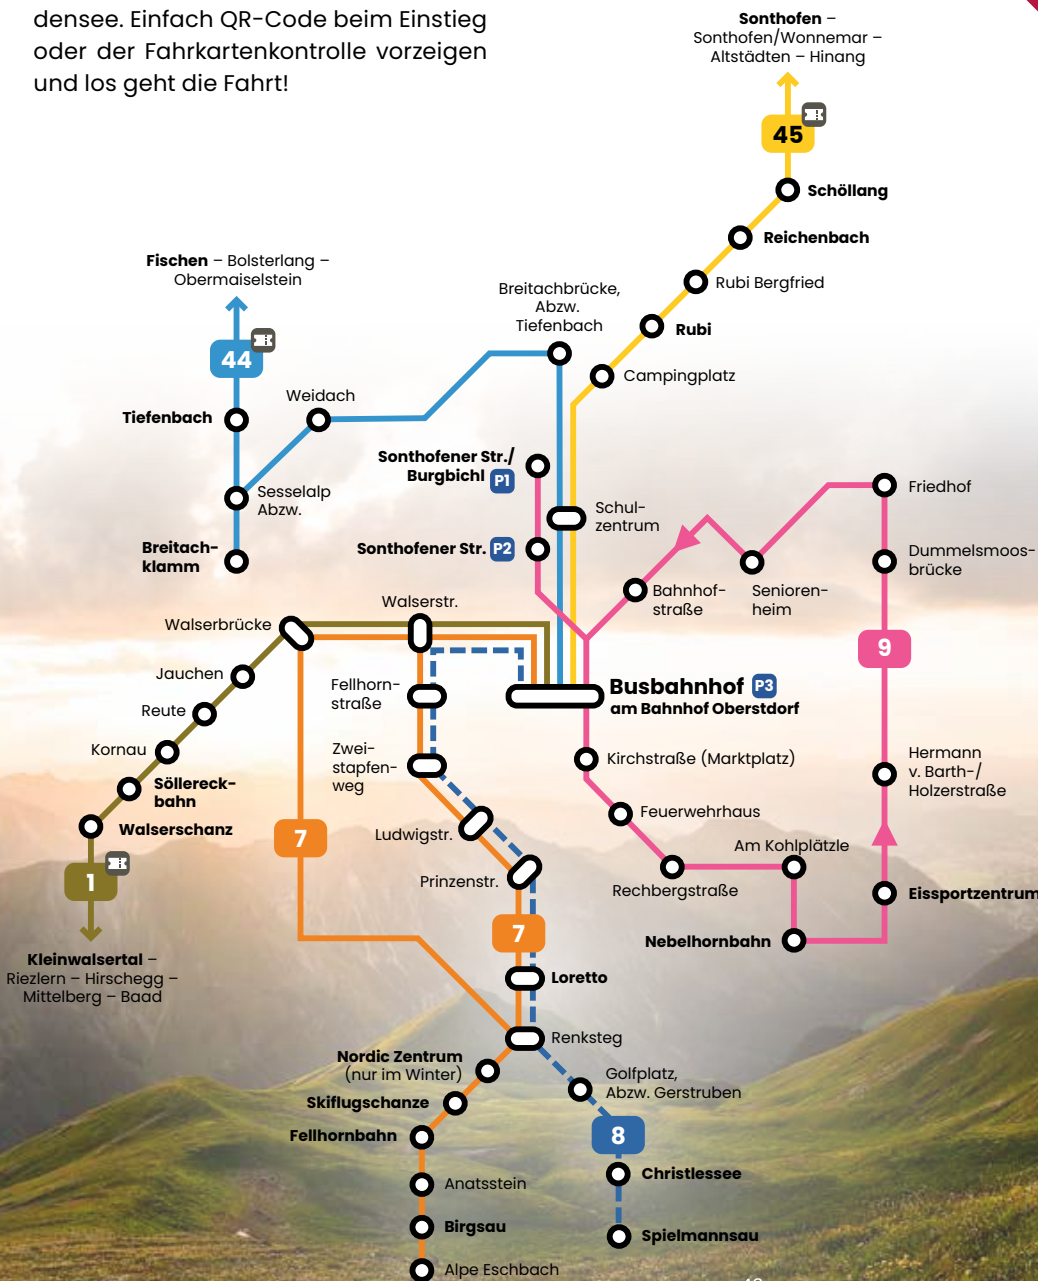 densee. Einfach QR-Code beim Einstieg
oder der Fahrkartenkontrolle vorzeigen
und los geht die Fahrt!
Sonthofen –
Sonthofen/Wonnemar –
Altstädten – Hinang
45
Schöllang
Reichenbach
Rubi Bergfried
Rubi
Campingplatz
Fischen – Bolsterlang –
Obermaiselstein
44
Tiefenbach
Weidach
Breitachbrücke,
Abzw.
Tiefenbach
Sesselalp
Abzw.
Breitach-
klamm
Sonthofener Str./
Burgbichl P1
Sonthofener Str. P2
Schul-
zentrum
Friedhof
Dummelsmoos-
brücke
Bahnhof-
straße
Senioren-
heim
9
Walserbrücke
Walserstr.
Jauchen
Reute
Kornau
Söllereck-
bahn
Walserschanz
1
Kleinwalsertal –
Riezlern – Hirschegg –
Mittelberg – Baad
Fellhorn-
straße
Zwei-
stapfen-
weg
Ludwigstr.
Prinzenstr.
7
7
Busbahnhof P3
am Bahnhof Oberstdorf
Kirchstraße (Marktplatz)
Feuerwehrhaus
Rechbergstraße
Am Kohlplätzle
Nebelhornbahn
Hermann
v. Barth-/
Holzerstraße
Eissportzentrum
Loretto
Renksteg
Nordic Zentrum
(nur im Winter)
Skiflugschanze
Fellhornbahn
Anatsstein
Birgsau
Alpe Eschbach
Golfplatz,
Abzw. Gerstruben
8
Christlessee
Spielmannsau